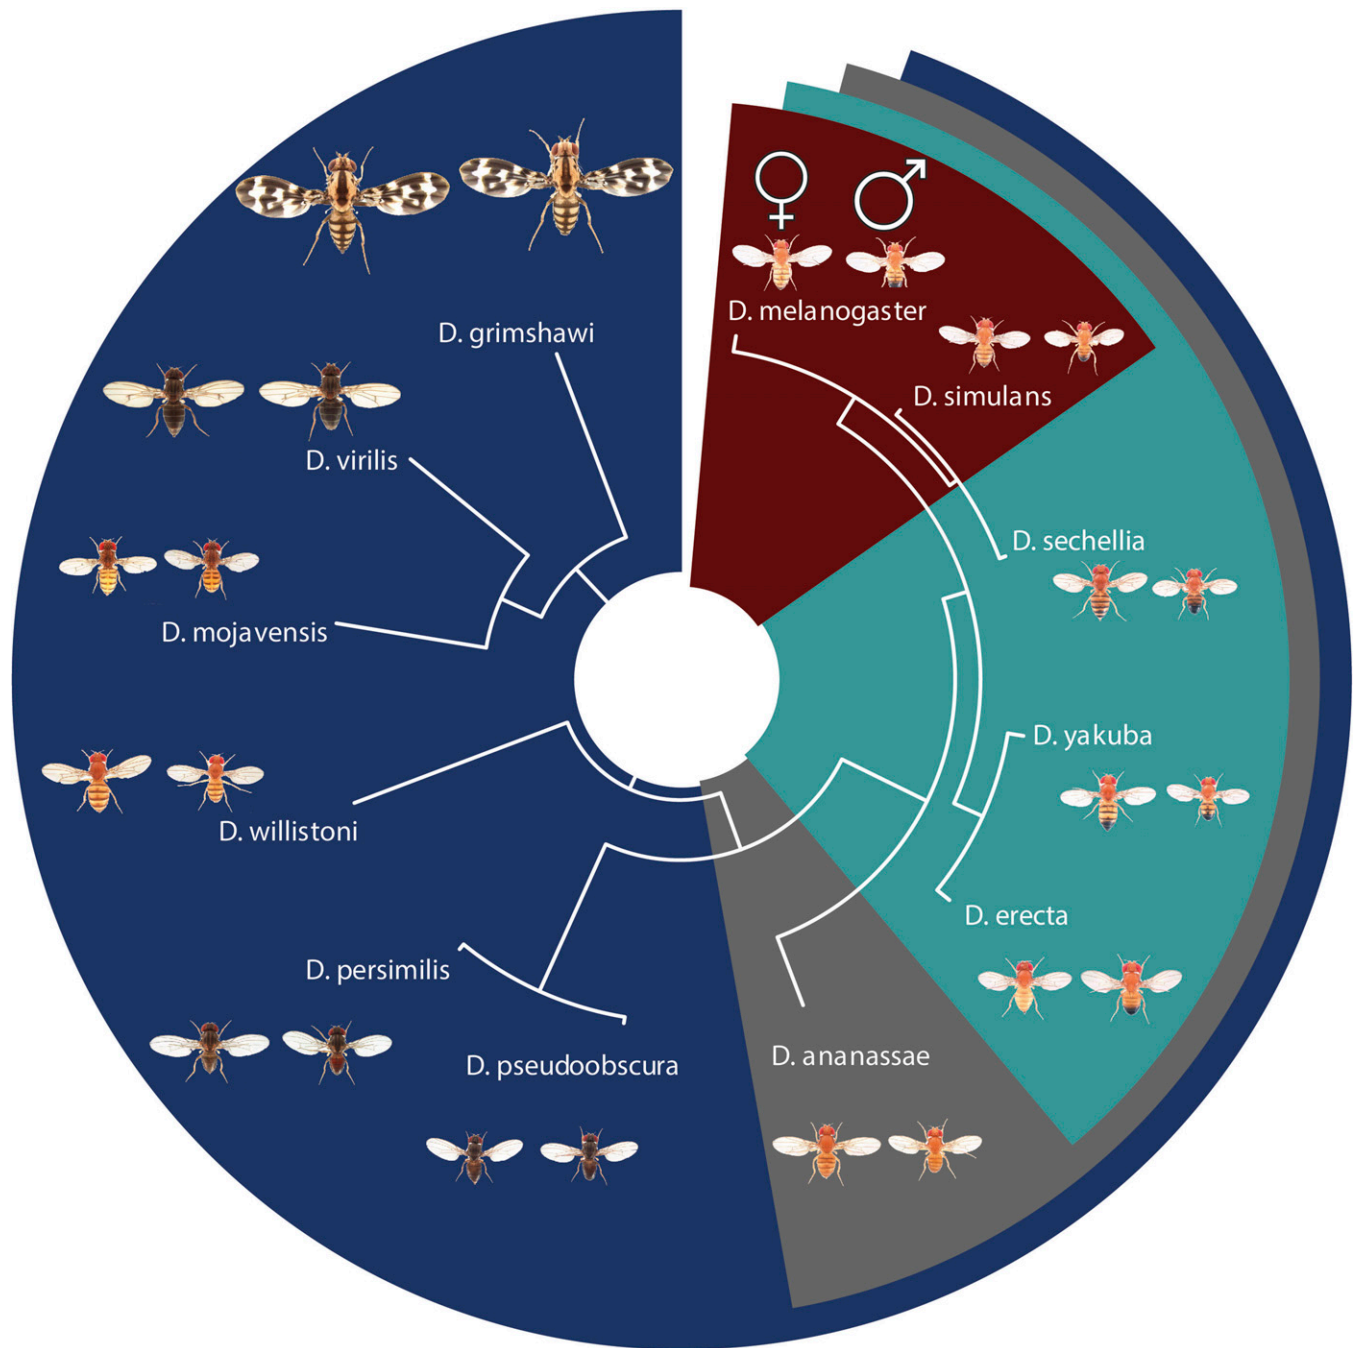 D. melanogaster
D. simulans
D. sechellia
D. yakuba
D. erecta
D. ananassae
D. pseudoobscura
D. persimilis
D. willistoni
D. mojavensis
D. virilis
D. grimshawi